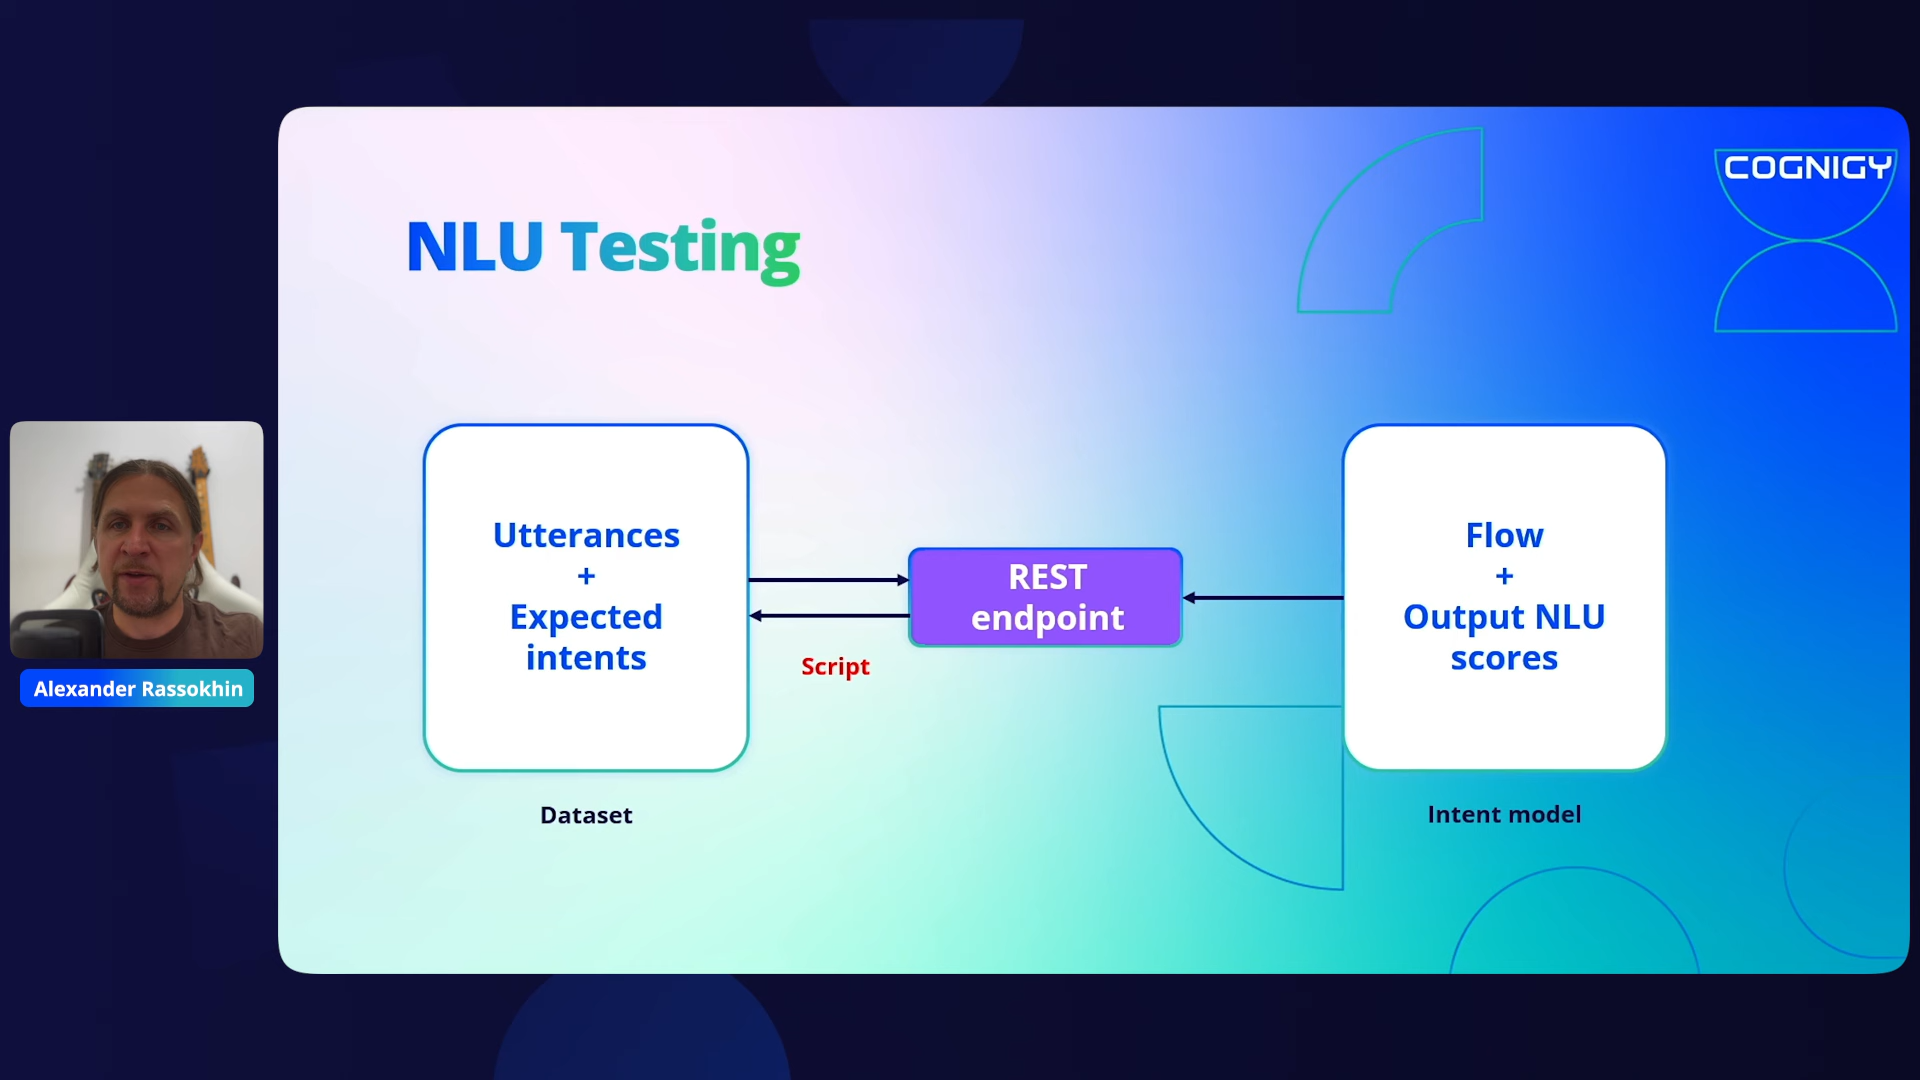 COGNIGY
NLU Testing
Utterances
+
Expected
intents
REST
endpoint
Flow
+
Output NLU
scores
Script
Alexander Rassokhin
Dataset
Intent model